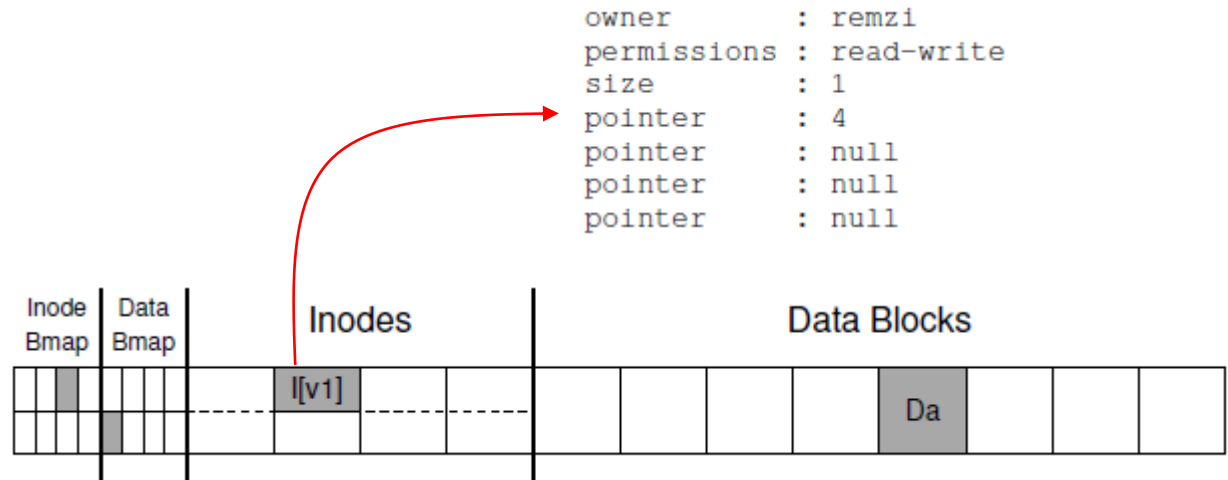 owner : remzi
permissions : read-write
size : 1
pointer : 4
pointer : null
pointer : null
pointer : null
Inode Bmap
Data Bmap
Inodes
Data Blocks
I[v1]
Da